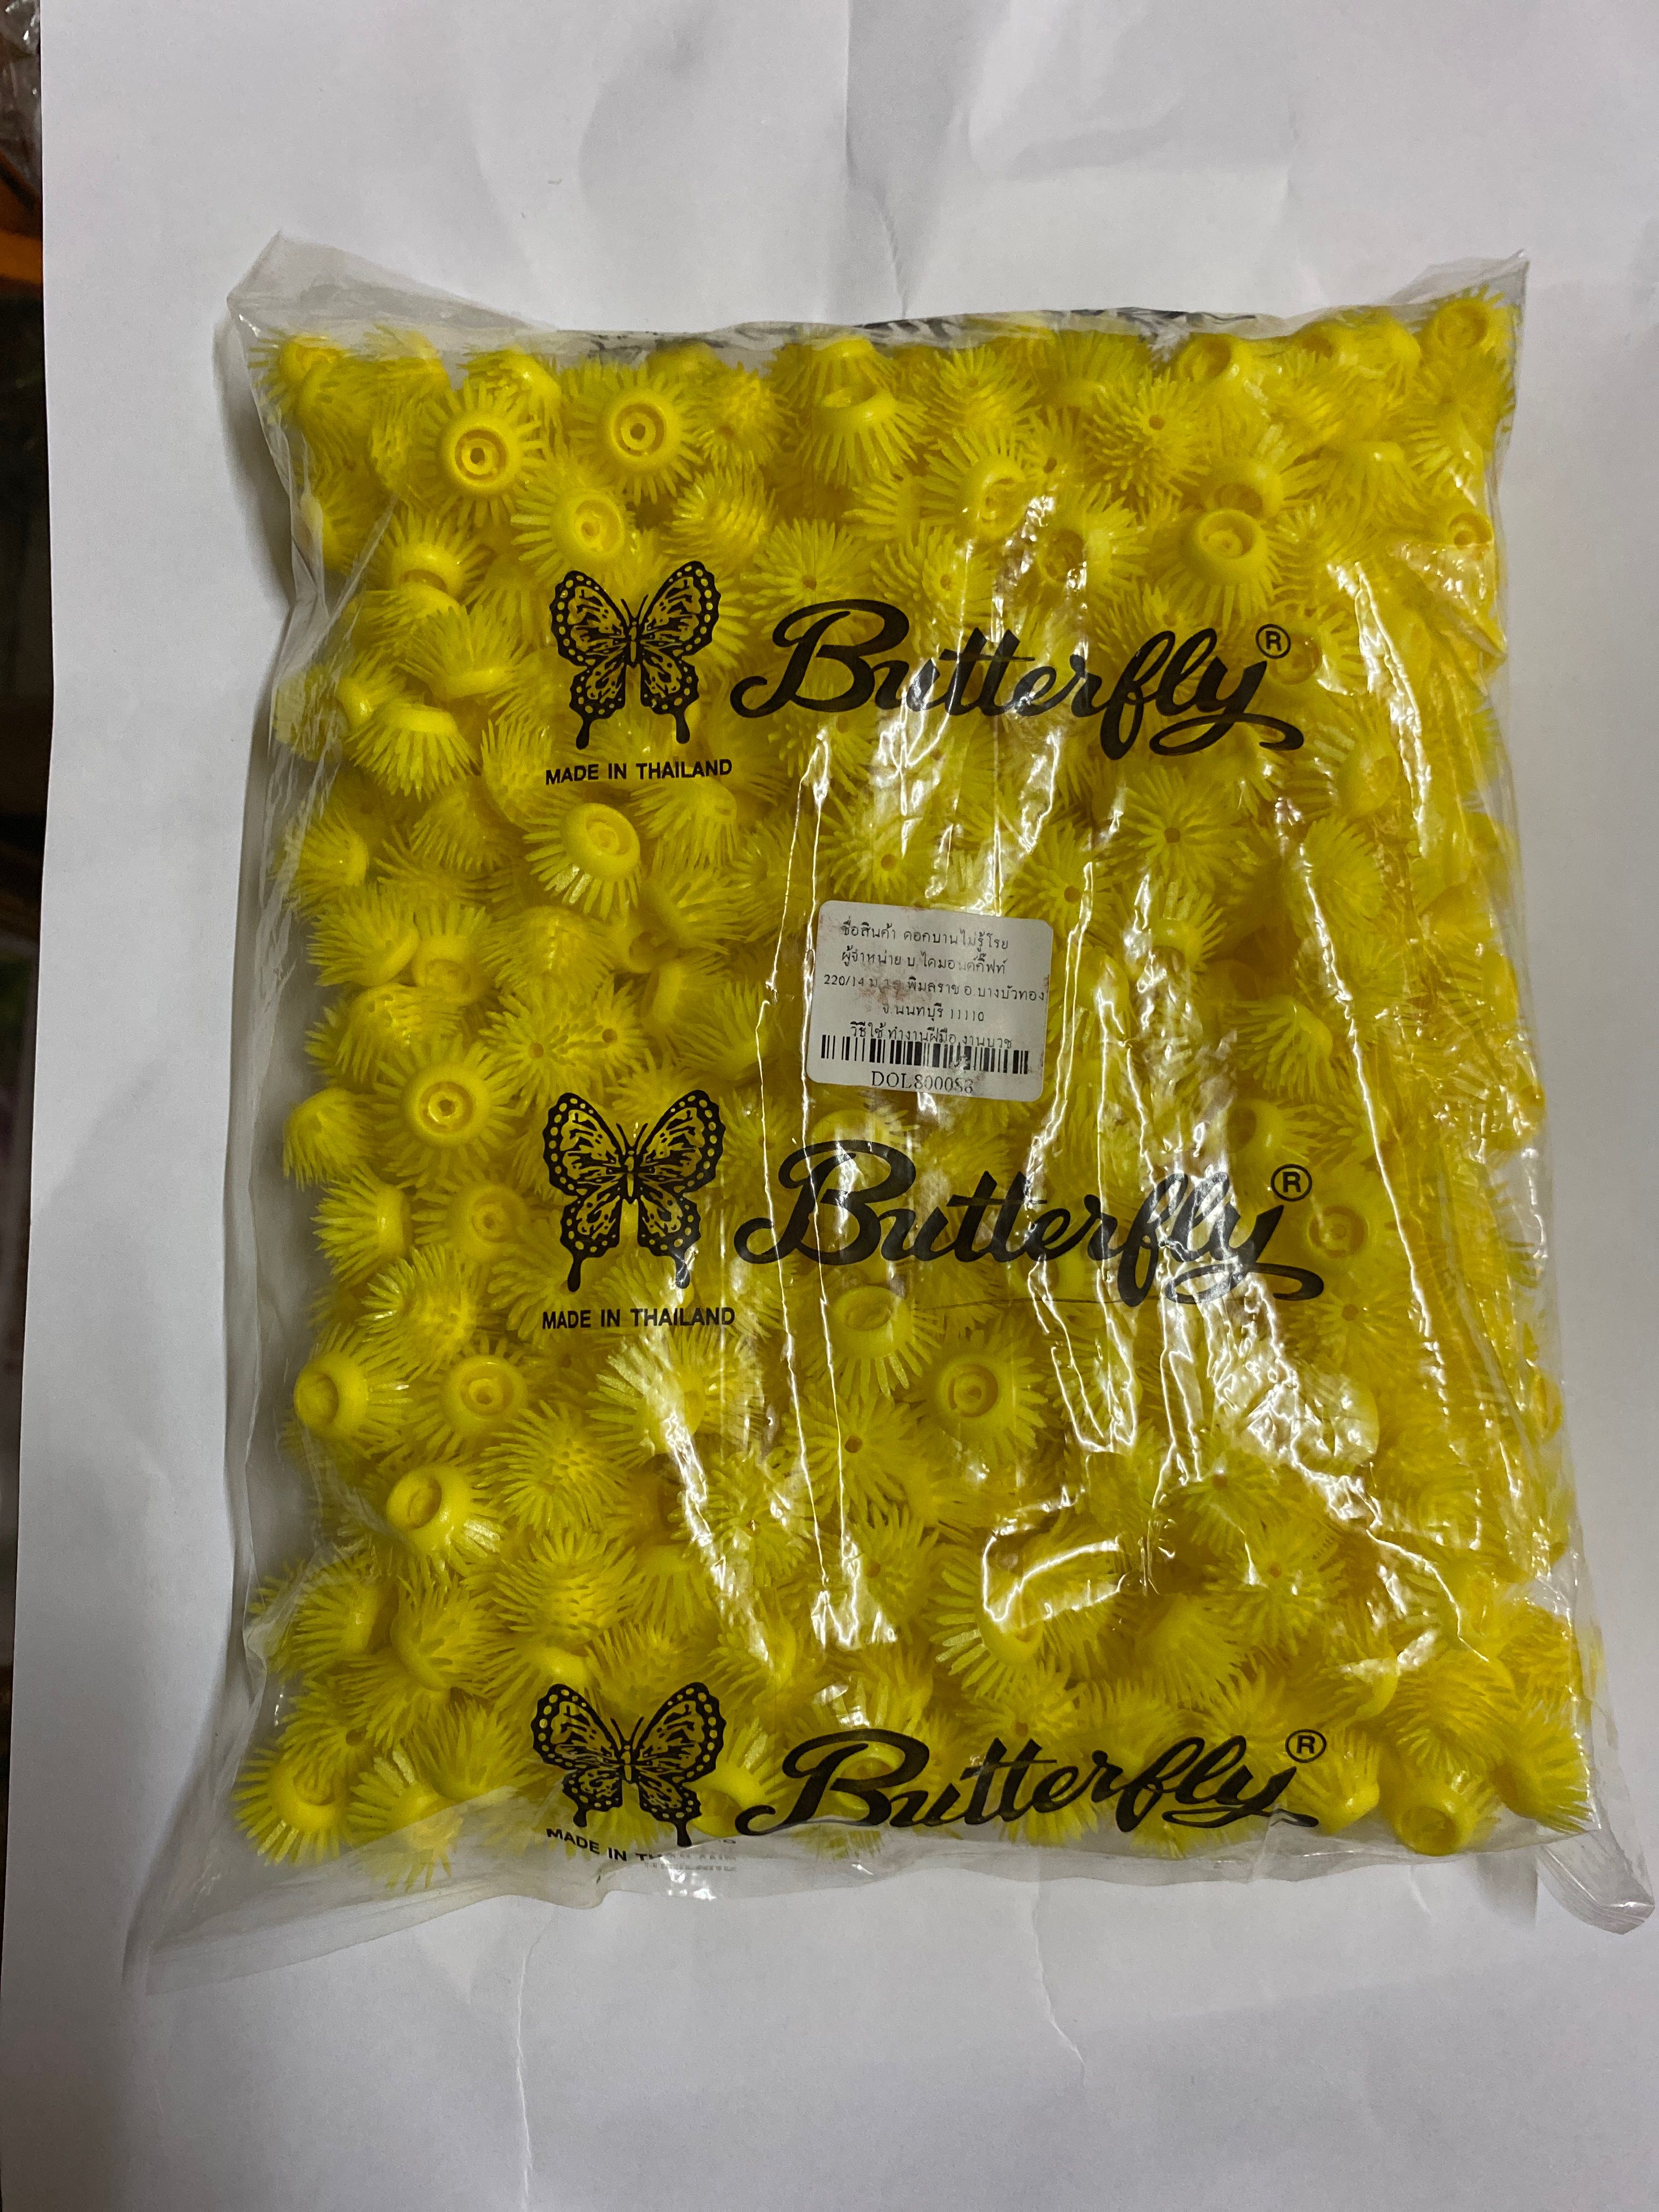 Butterfly®
MADE IN THAILAND
ชื่อสินค้า ดอกบานไม่รู้โรย
ผู้จำหน่าย บ.ไดมอนด์กิ๊ฟท์
220/14 ม. พิมลราช อ.บางบัวทอง
จ.นนทบุรี 11110
วิธีใช้ ทำงานฝีมือ,งานบวช
DOL800088
Butterfly®
MADE IN THAILAND
Butterfly®
MADE IN